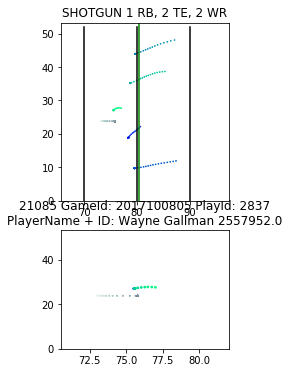 SHOTGUN 1 RB, 2 TE, 2 WR
50
40
30
20
10
0
70 80 90
21085 GameId: 2017100805 PlayId: 2837
PlayerName + ID: Wayne Gallman 2557952.0
40
20
0
72.5 75.0 77.5 80.0